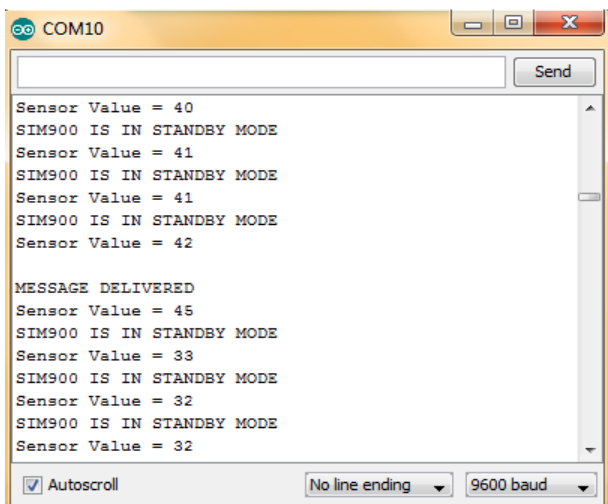 COM10
Send
Sensor Value = 40
SIM900 IS IN STANDBY MODE
Sensor Value = 41
SIM900 IS IN STANDBY MODE
Sensor Value = 41
SIM900 IS IN STANDBY MODE
Sensor Value = 42

MESSAGE DELIVERED
Sensor Value = 45
SIM900 IS IN STANDBY MODE
Sensor Value = 33
SIM900 IS IN STANDBY MODE
Sensor Value = 32
SIM900 IS IN STANDBY MODE
Sensor Value = 32
Autoscroll No line ending 9600 baud